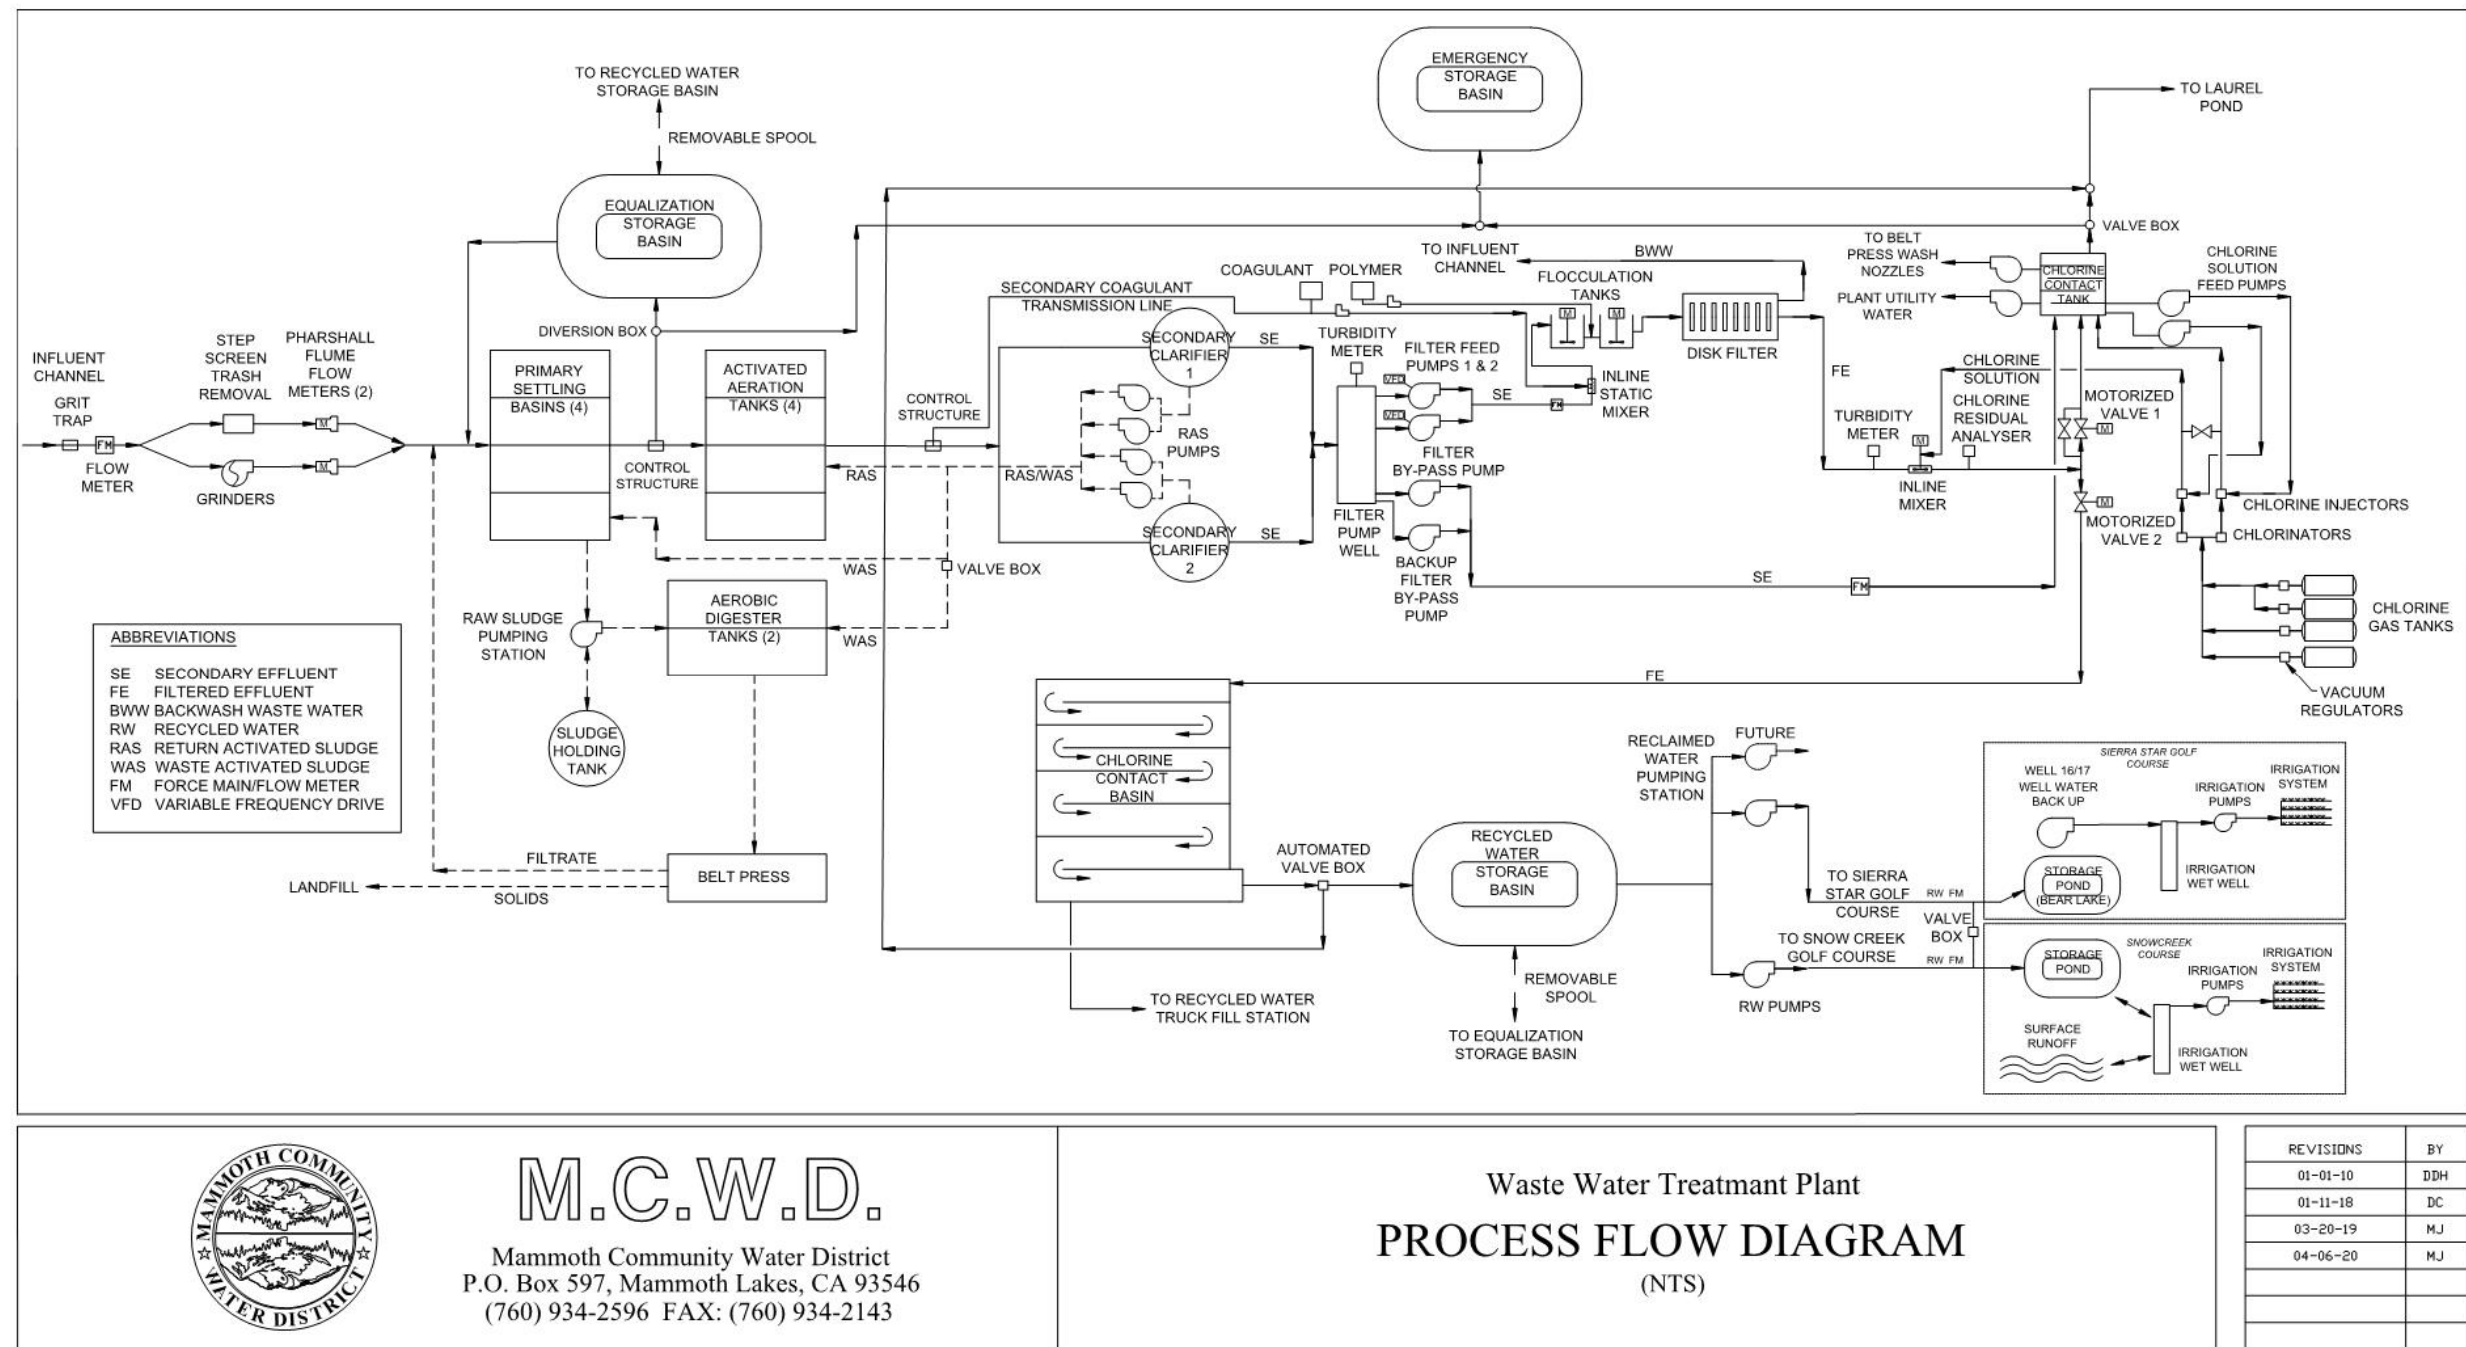 TO RECYCLED WATER
STORAGE BASIN
REMOVABLE SPOOL
EQUALIZATION
STORAGE
BASIN
DIVERSION BOX
EMERGENCY
STORAGE
BASIN
TO LAUREL
POND
VALVE BOX
INFLUENT
CHANNEL
GRIT
TRAP
FM
FLOW
METER
STEP
SCREEN
TRASH
REMOVAL
GRINDERS
PHARSHALL
FLUME
FLOW
METERS (2)
M
M
PRIMARY
SETTLING
BASINS (4)
CONTROL
STRUCTURE
ACTIVATED
AERATION
TANKS (4)
RAS
CONTROL
STRUCTURE
SECONDARY COAGULANT
TRANSMISSION LINE
SECONDARY
CLARIFIER
1
SE
RAS
PUMPS
RAS/WAS
SECONDARY
CLARIFIER
2
SE
WAS
VALVE BOX
WAS
RAW SLUDGE
PUMPING
STATION
AEROBIC
DIGESTER
TANKS (2)
SLUDGE
HOLDING
TANK
FILTRATE
LANDFILL
SOLIDS
BELT PRESS
COAGULANT
POLYMER
TO INFLUENT
CHANNEL
BWW
FLOCCULATION
TANKS
M
M
DISK FILTER
TURBIDITY
METER
FILTER FEED
PUMPS 1 & 2
VFD
VFD
SE
FM
INLINE
STATIC
MIXER
FILTER
BY-PASS PUMP
FILTER
PUMP
WELL
BACKUP
FILTER
BY-PASS
PUMP
SE
FM
FE
TO BELT
PRESS WASH
NOZZLES
PLANT UTILITY
WATER
CHLORINE
CONTACT
TANK
CHLORINE
SOLUTION
FEED PUMPS
CHLORINE
SOLUTION
TURBIDITY
METER
M
CHLORINE
RESIDUAL
ANALYSER
INLINE
MIXER
MOTORIZED
VALVE 1
M
M
MOTORIZED
VALVE 2
CHLORINE INJECTORS
CHLORINATORS
CHLORINE
GAS TANKS
VACUUM
REGULATORS
FE
CHLORINE
CONTACT
BASIN
TO RECYCLED WATER
TRUCK FILL STATION
AUTOMATED
VALVE BOX
RECYCLED
WATER
STORAGE
BASIN
REMOVABLE
SPOOL
TO EQUALIZATION
STORAGE BASIN
RECLAIMED
WATER
PUMPING
STATION
FUTURE
RW PUMPS
TO SIERRA
STAR GOLF
COURSE
RW FM
VALVE
BOX
TO SNOW CREEK
GOLF COURSE
RW FM
SIERRA STAR GOLF
COURSE
WELL 16/17
WELL WATER
BACK UP
IRRIGATION
PUMPS
IRRIGATION
SYSTEM
STORAGE
POND
(BEAR LAKE)
IRRIGATION
WET WELL
SNOWCREEK
COURSE
STORAGE
POND
IRRIGATION
PUMPS
IRRIGATION
SYSTEM
SURFACE
RUNOFF
IRRIGATION
WET WELL
ABBREVIATIONS
SE SECONDARY EFFLUENT
FE FILTERED EFFLUENT
BWW BACKWASH WASTE WATER
RW RECYCLED WATER
RAS RETURN ACTIVATED SLUDGE
WAS WASTE ACTIVATED SLUDGE
FM FORCE MAIN/FLOW METER
VFD VARIABLE FREQUENCY DRIVE
MAMMOTH COMMUNITY
WATER DISTRICT
M.C.W.D.
Mammoth Community Water District
P.O. Box 597, Mammoth Lakes, CA 93546
(760) 934-2596 FAX: (760) 934-2143
Waste Water Treatmant Plant
PROCESS FLOW DIAGRAM
(NTS)
REVISIONS BY
01-01-10 DDH
01-11-18 DC
03-20-19 MJ
04-06-20 MJ